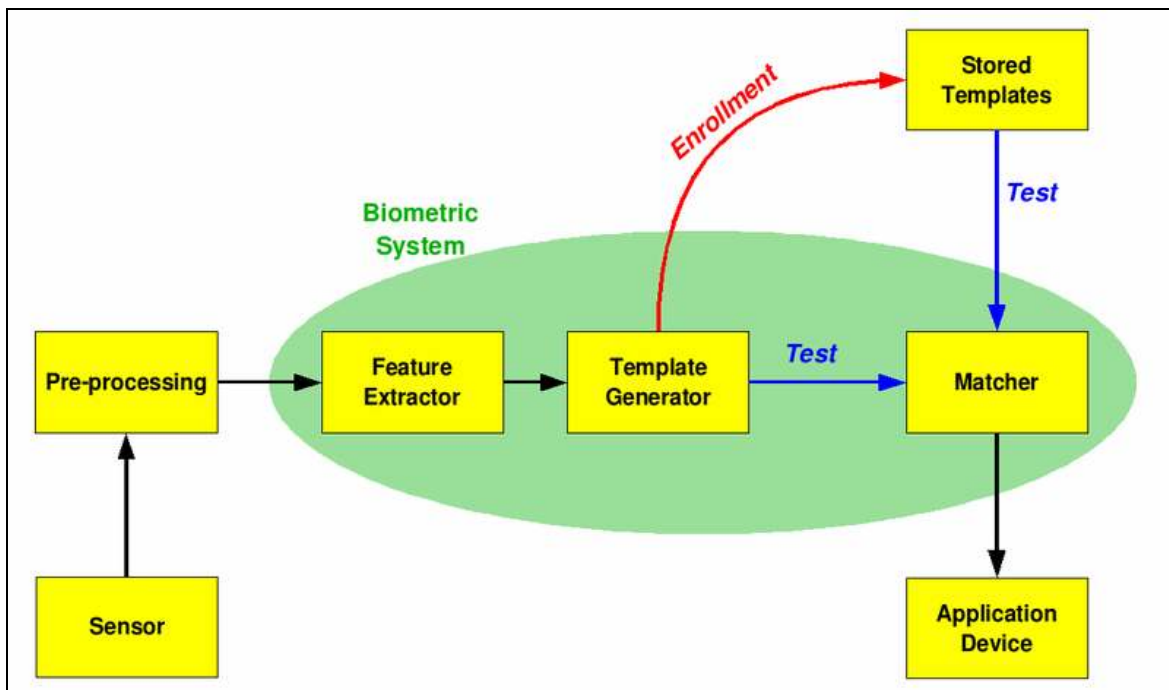 Stored
Templates
Enrollment
Test
Biometric
System
Pre-processing
Feature
Extractor
Template
Generator
Test
Matcher
Sensor
Application
Device